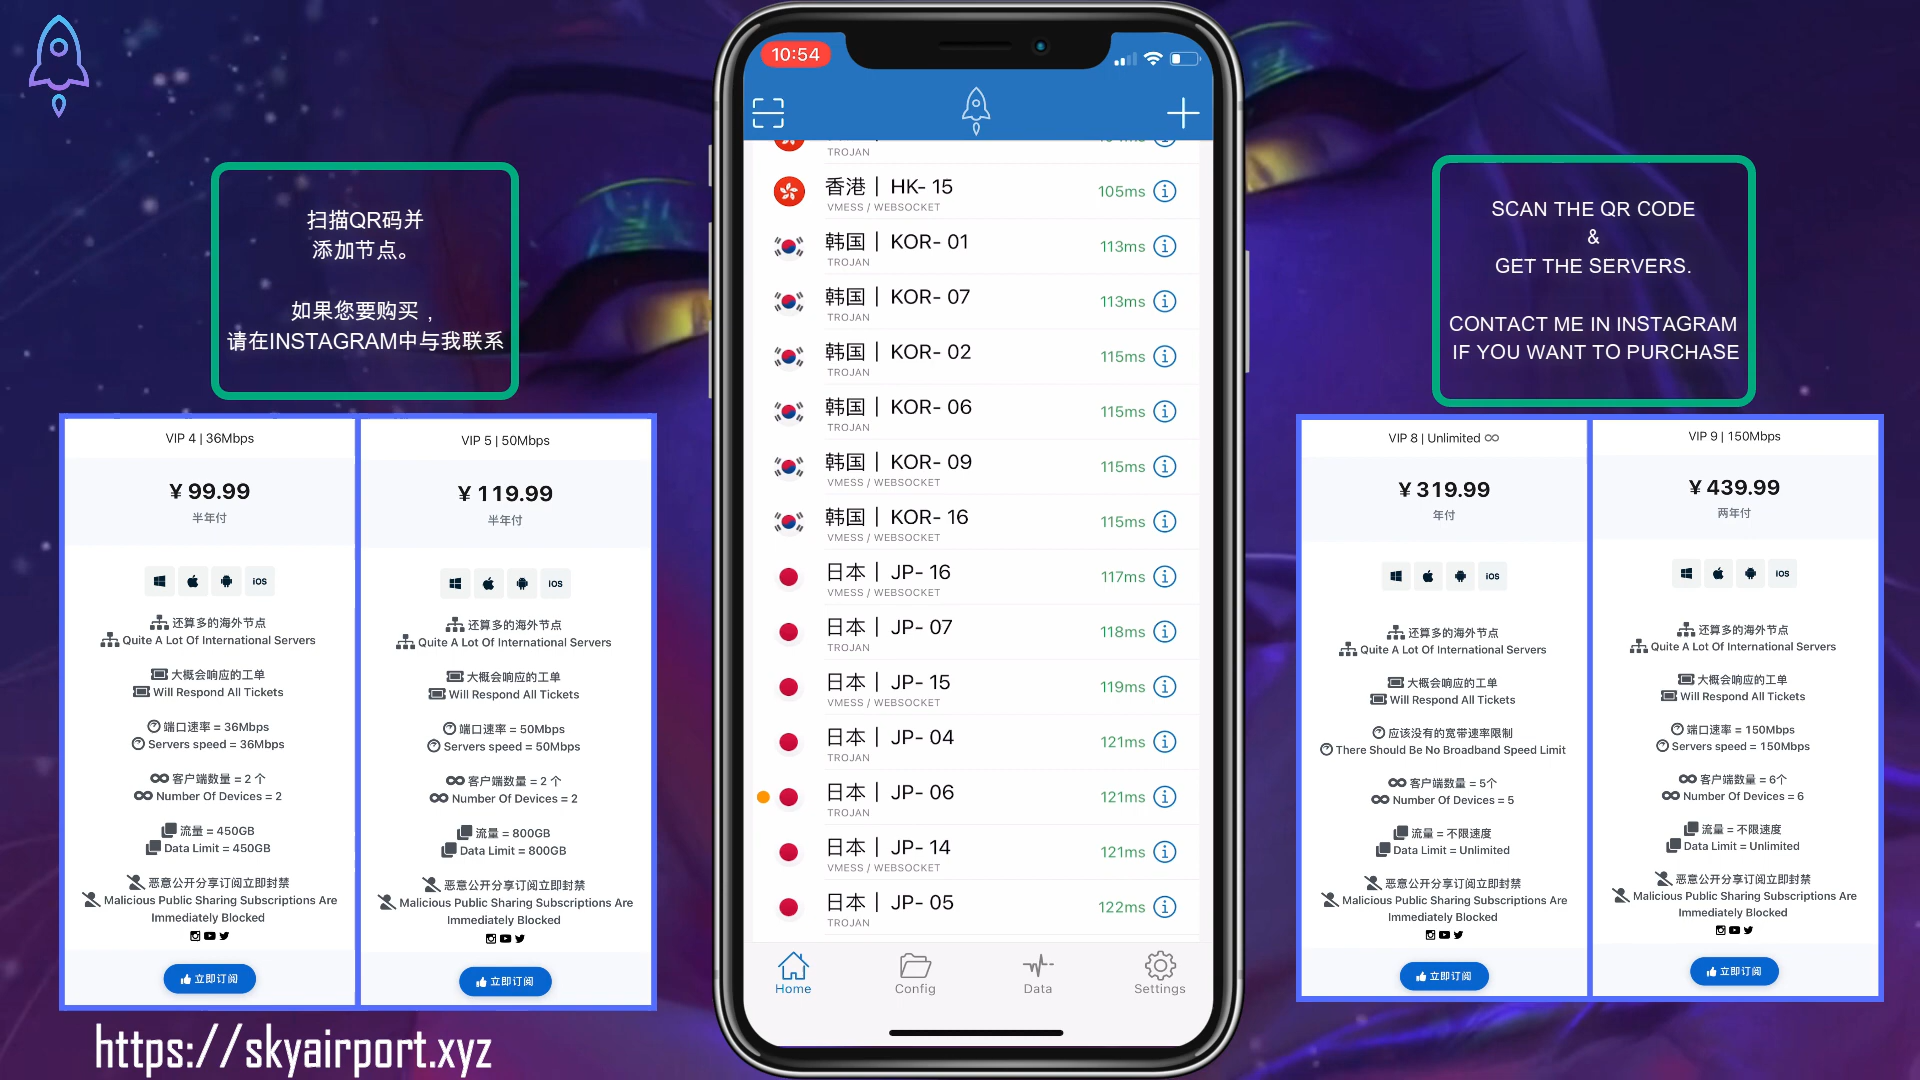 扫描QR码并
添加节点。
如果您要购买，
请在INSTAGRAM中与我联系
VIP 4 | 36Mbps
¥ 99.99
半年付
iOS
还算多的海外节点
Quite A Lot Of International Servers
大概会响应的工单
Will Respond All Tickets
端口速率 = 36Mbps
Servers speed = 36Mbps
客户端数量 = 2 个
Number Of Devices = 2
流量 = 450GB
Data Limit = 450GB
恶意公开分享订阅立即封禁
Malicious Public Sharing Subscriptions Are
Immediately Blocked
立即订阅
VIP 5 | 50Mbps
¥ 119.99
半年付
iOS
还算多的海外节点
Quite A Lot Of International Servers
大概会响应的工单
Will Respond All Tickets
端口速率 = 50Mbps
Servers speed = 50Mbps
客户端数量 = 2 个
Number Of Devices = 2
流量 = 800GB
Data Limit = 800GB
恶意公开分享订阅立即封禁
Malicious Public Sharing Subscriptions Are
Immediately Blocked
立即订阅
https://skyairport.xyz
10:54
TROJAN
香港｜ HK- 15
VMESS / WEBSOCKET
105ms
韩国｜ KOR- 01
TROJAN
113ms
韩国｜ KOR- 07
TROJAN
113ms
韩国｜ KOR- 02
TROJAN
115ms
韩国｜ KOR- 06
TROJAN
115ms
韩国｜ KOR- 09
VMESS / WEBSOCKET
115ms
韩国｜ KOR- 16
VMESS / WEBSOCKET
115ms
日本｜ JP- 16
VMESS / WEBSOCKET
117ms
日本｜ JP- 07
TROJAN
118ms
日本｜ JP- 15
VMESS / WEBSOCKET
119ms
日本｜ JP- 04
TROJAN
121ms
日本｜ JP- 06
TROJAN
121ms
日本｜ JP- 14
VMESS / WEBSOCKET
121ms
日本｜ JP- 05
TROJAN
122ms
Home
Config
Data
Settings
SCAN THE QR CODE
&
GET THE SERVERS.
CONTACT ME IN INSTAGRAM
IF YOU WANT TO PURCHASE
VIP 8 | Unlimited ∞
¥ 319.99
年付
iOS
还算多的海外节点
Quite A Lot Of International Servers
大概会响应的工单
Will Respond All Tickets
应该没有的宽带速率限制
There Should Be No Broadband Speed Limit
客户端数量 = 5个
Number Of Devices = 5
流量 = 不限速度
Data Limit = Unlimited
恶意公开分享订阅立即封禁
Malicious Public Sharing Subscriptions Are
Immediately Blocked
立即订阅
VIP 9 | 150Mbps
¥ 439.99
两年付
iOS
还算多的海外节点
Quite A Lot Of International Servers
大概会响应的工单
Will Respond All Tickets
端口速率 = 150Mbps
Servers speed = 150Mbps
客户端数量 = 6个
Number Of Devices = 6
流量 = 不限速度
Data Limit = Unlimited
恶意公开分享订阅立即封禁
Malicious Public Sharing Subscriptions Are
Immediately Blocked
立即订阅